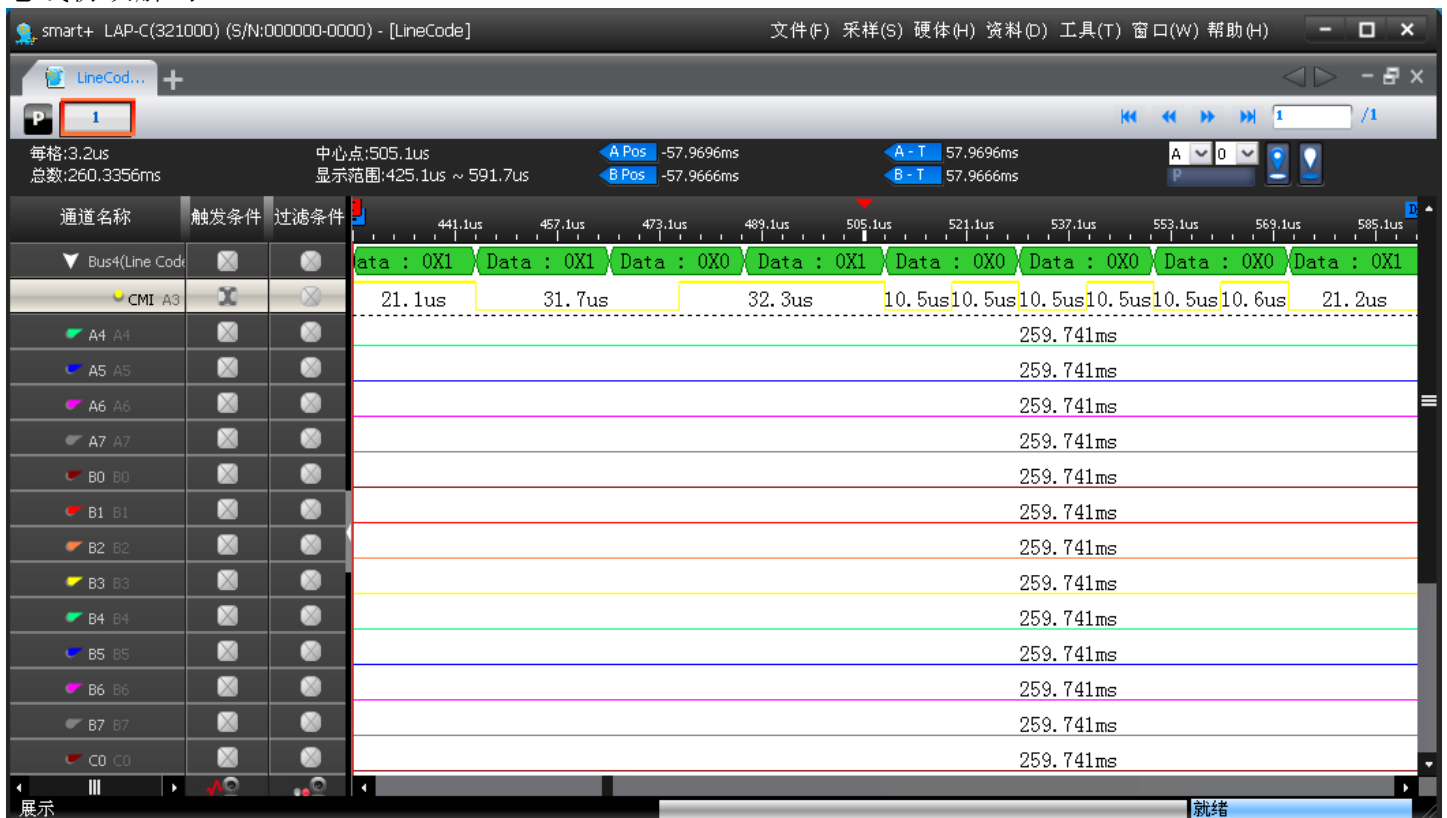 smart+ LAP-C(321000) (S/N:000000-0000) - [LineCode] 文件(F) 采样(S) 硬体(H) 资料(D) 工具(T) 窗口(W) 帮助(H)
LineCod...
P 1 1 /1
每格:3.2us 中心点:505.1us A Pos -57.9696ms A - T 57.9696ms A 0
总数:260.3356ms 显示范围:425.1us ~ 591.7us B Pos -57.9666ms B - T 57.9666ms P
通道名称 触发条件 过滤条件 441.1us 457.1us 473.1us 489.1us 505.1us 521.1us 537.1us 553.1us 569.1us 585.1us D
Bus4(Line Code ata : 0X1 Data : 0X1 Data : 0X0 Data : 0X1 Data : 0X0 Data : 0X0 Data : 0X0 Data : 0X1
CMI A3 21.1us 31.7us 32.3us 10.5us 10.5us 10.5us 10.5us 10.5us 10.6us 21.2us
A4 A4 259.741ms
A5 A5 259.741ms
A6 A6 259.741ms
A7 A7 259.741ms
B0 B0 259.741ms
B1 B1 259.741ms
B2 B2 259.741ms
B3 B3 259.741ms
B4 B4 259.741ms
B5 B5 259.741ms
B6 B6 259.741ms
B7 B7 259.741ms
C0 C0 259.741ms
展示 就绪